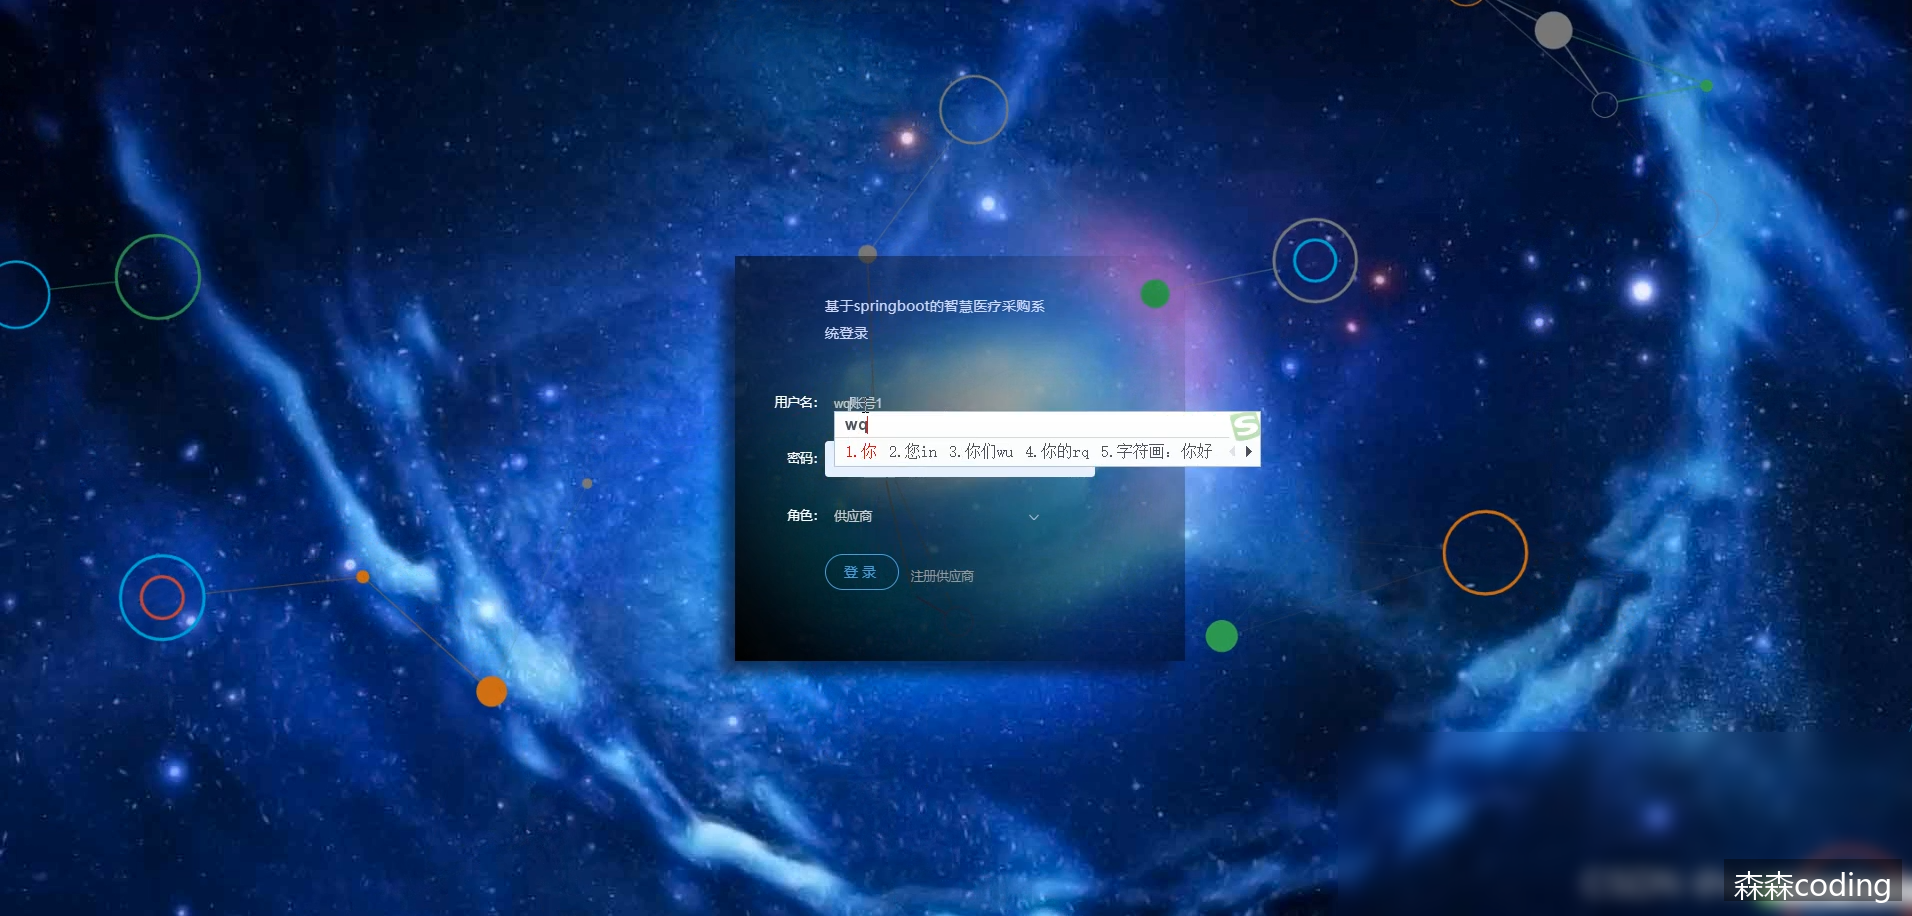 基于springboot的智慧医疗采购系
统登录
用户名: wq账号1
wq
1.你 2.您in 3.你们wu 4.你的rq 5.字符画：你好
密码:
角色: 供应商
登 录 注册供应商
森森coding